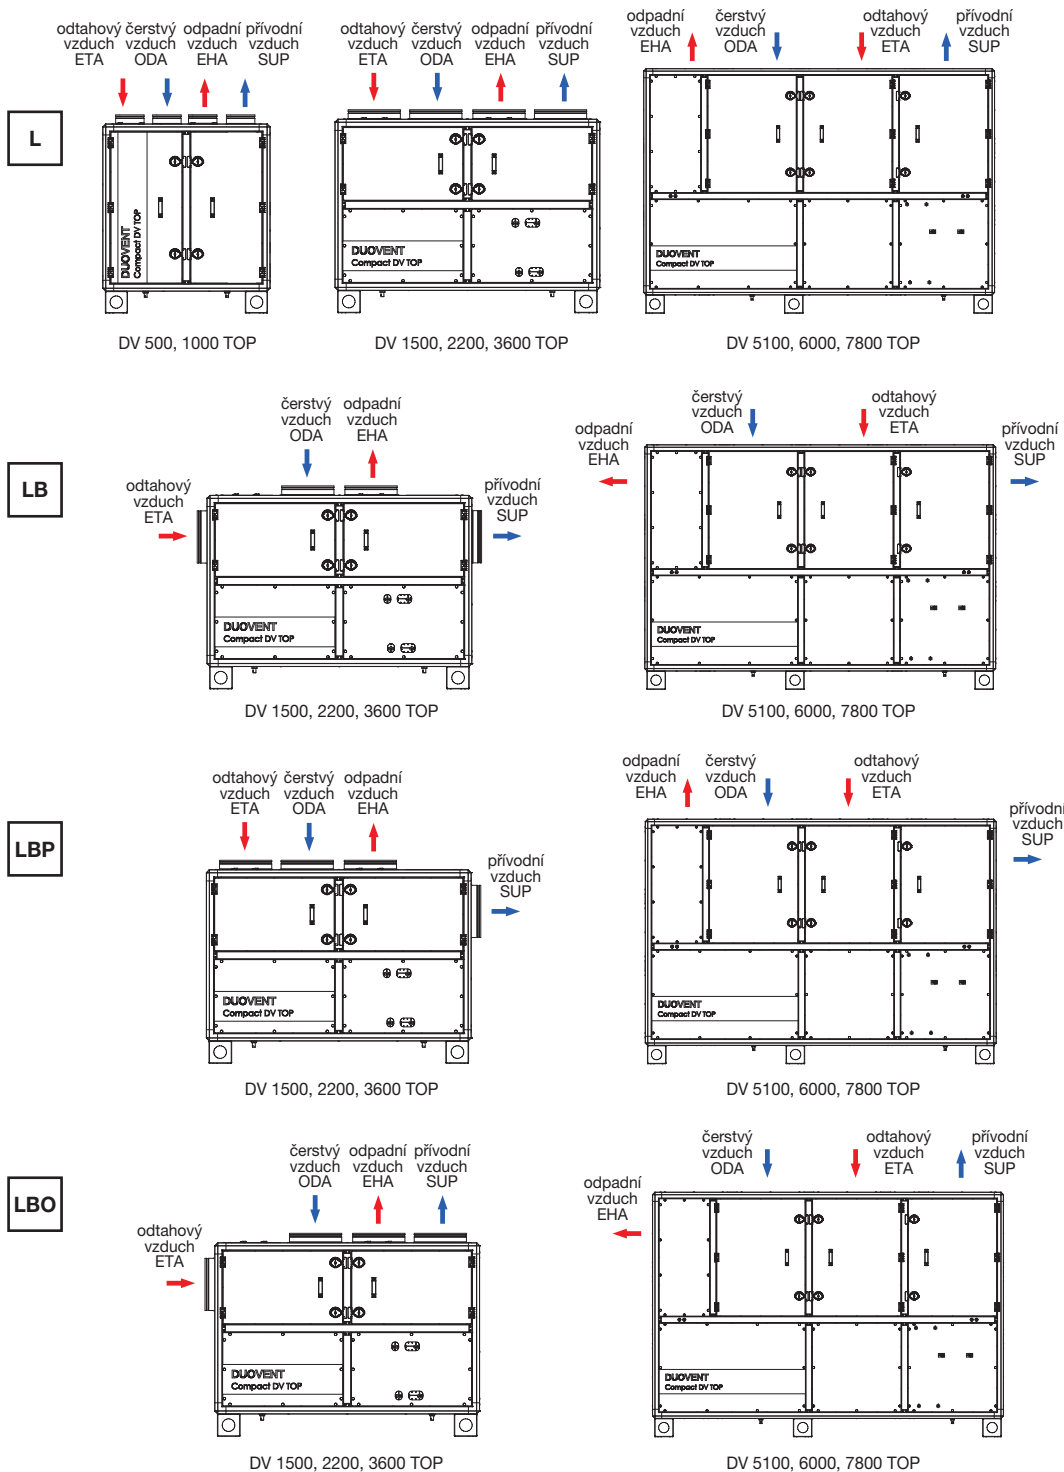 L
odtahový
vzduch
ETA
čerstvý
vzduch
ODA
odpadní
vzduch
EHA
přívodní
vzduch
SUP
DUOVENT
Compact DV TOP
DV 500, 1000 TOP
odtahový
vzduch
ETA
čerstvý
vzduch
ODA
odpadní
vzduch
EHA
přívodní
vzduch
SUP
DUOVENT
Compact DV TOP
DV 1500, 2200, 3600 TOP
odpadní
vzduch
EHA
čerstvý
vzduch
ODA
odtahový
vzduch
ETA
přívodní
vzduch
SUP
DUOVENT
Compact DV TOP
DV 5100, 6000, 7800 TOP
LB
odtahový
vzduch
ETA
čerstvý
vzduch
ODA
odpadní
vzduch
EHA
přívodní
vzduch
SUP
DUOVENT
Compact DV TOP
DV 1500, 2200, 3600 TOP
odpadní
vzduch
EHA
čerstvý
vzduch
ODA
odtahový
vzduch
ETA
přívodní
vzduch
SUP
DUOVENT
Compact DV TOP
DV 5100, 6000, 7800 TOP
LBP
odtahový
vzduch
ETA
čerstvý
vzduch
ODA
odpadní
vzduch
EHA
přívodní
vzduch
SUP
DUOVENT
Compact DV TOP
DV 1500, 2200, 3600 TOP
odpadní
vzduch
EHA
čerstvý
vzduch
ODA
odtahový
vzduch
ETA
přívodní
vzduch
SUP
DUOVENT
Compact DV TOP
DV 5100, 6000, 7800 TOP
LBO
odtahový
vzduch
ETA
čerstvý
vzduch
ODA
odpadní
vzduch
EHA
přívodní
vzduch
SUP
DUOVENT
Compact DV TOP
DV 1500, 2200, 3600 TOP
odpadní
vzduch
EHA
čerstvý
vzduch
ODA
odtahový
vzduch
ETA
přívodní
vzduch
SUP
DUOVENT
Compact DV TOP
DV 5100, 6000, 7800 TOP